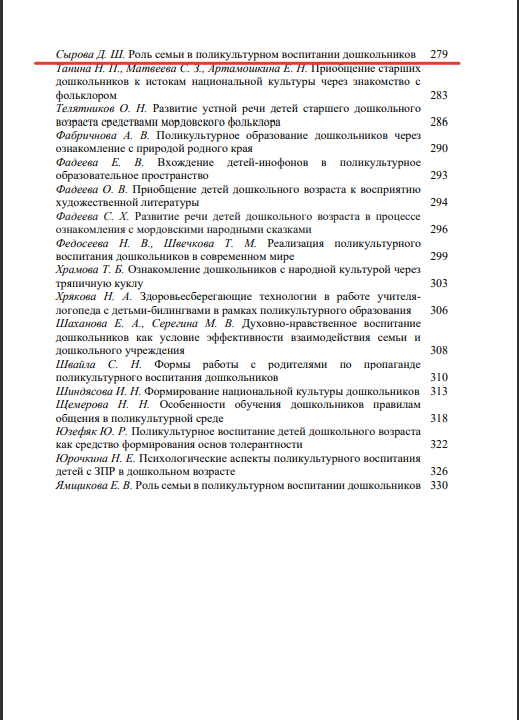 Сырова Д. Ш. Роль семьи в поликультурном воспитании дошкольников 279
Танина Н. П., Матвеева С. З., Артамошкина Е. Н. Приобщение старших
дошкольников к истокам национальной культуры через знакомство с
фольклором 283
Телятников О. Н. Развитие устной речи детей старшего дошкольного
возраста средствами мордовского фольклора 286
Фабричнова А. В. Поликультурное образование дошкольников через
ознакомление с природой родного края 290
Фадеева Е. В. Вхождение детей-инофонов в поликультурное
образовательное пространство 293
Фадеева О. В. Приобщение детей дошкольного возраста к восприятию
художественной литературы 294
Фадеева С. Х. Развитие речи детей дошкольного возраста в процессе
ознакомления с мордовскими народными сказками 296
Федосеева Н. В., Швечкова Т. М. Реализация поликультурного
воспитания дошкольников в современном мире 299
Храмова Т. Б. Ознакомление дошкольников с народной культурой через
тряпичную куклу 303
Хрякова Н. А. Здоровьесберегающие технологии в работе учителя-
логопеда с детьми-билингвами в рамках поликультурного образования 306
Шаханова Е. А., Серегина М. В. Духовно-нравственное воспитание
дошкольников как условие эффективности взаимодействия семьи и
дошкольного учреждения 308
Швайла С. Н. Формы работы с родителями по пропаганде
поликультурного воспитания дошкольников 310
Шиндясова И. Н. Формирование национальной культуры дошкольников 313
Щемерова Н. Н. Особенности обучения дошкольников правилам
общения в поликультурной среде 318
Юзефяк Ю. Р. Поликультурное воспитание детей дошкольного возраста
как средство формирования основ толерантности 322
Юрочкина Н. Е. Психологические аспекты поликультурного воспитания
детей с ЗПР в дошкольном возрасте 326
Ямщикова Е. В. Роль семьи в поликультурном воспитании дошкольников 330